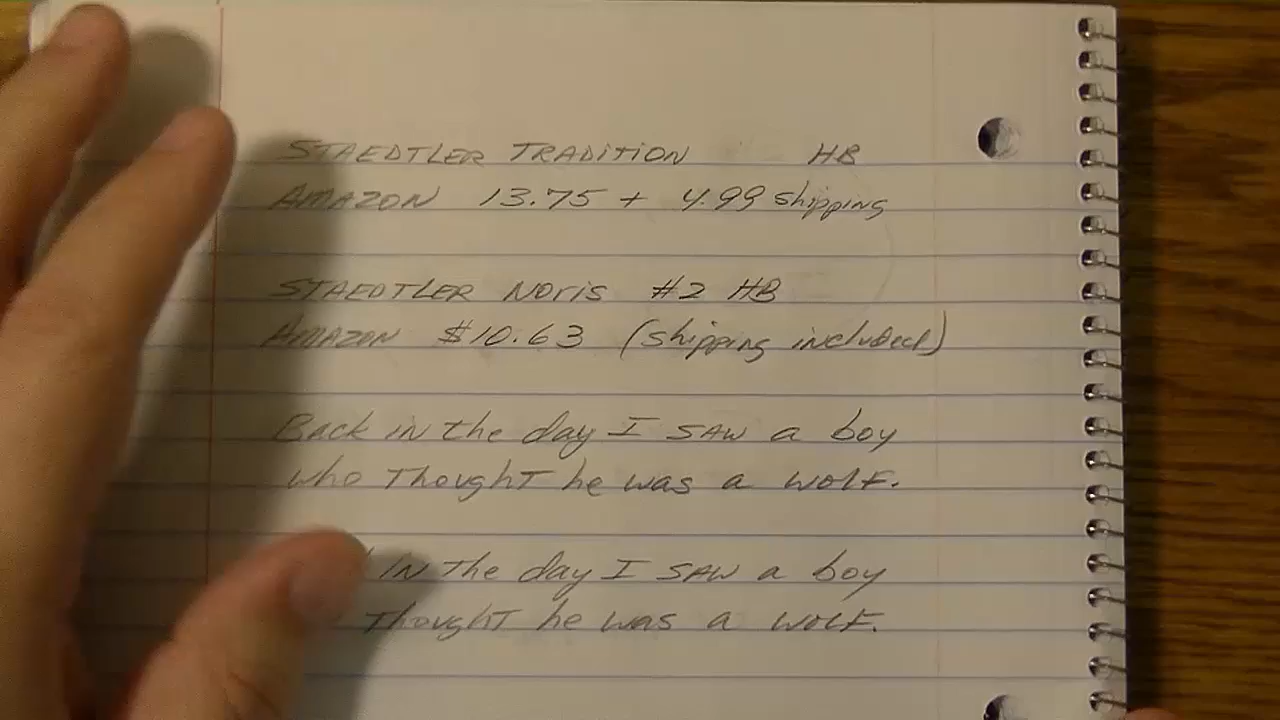 STAEDTLER TRADITION HB
AMAZON 13.75 + 4.99 shipping
STAEDTLER NORIS #2 HB
AMAZON $10.63 (shipping included)
Back in the day I SAW a boy
who Thought he was a WOLF.
IN The day I SAW a boy
Thought he was a WOLF.